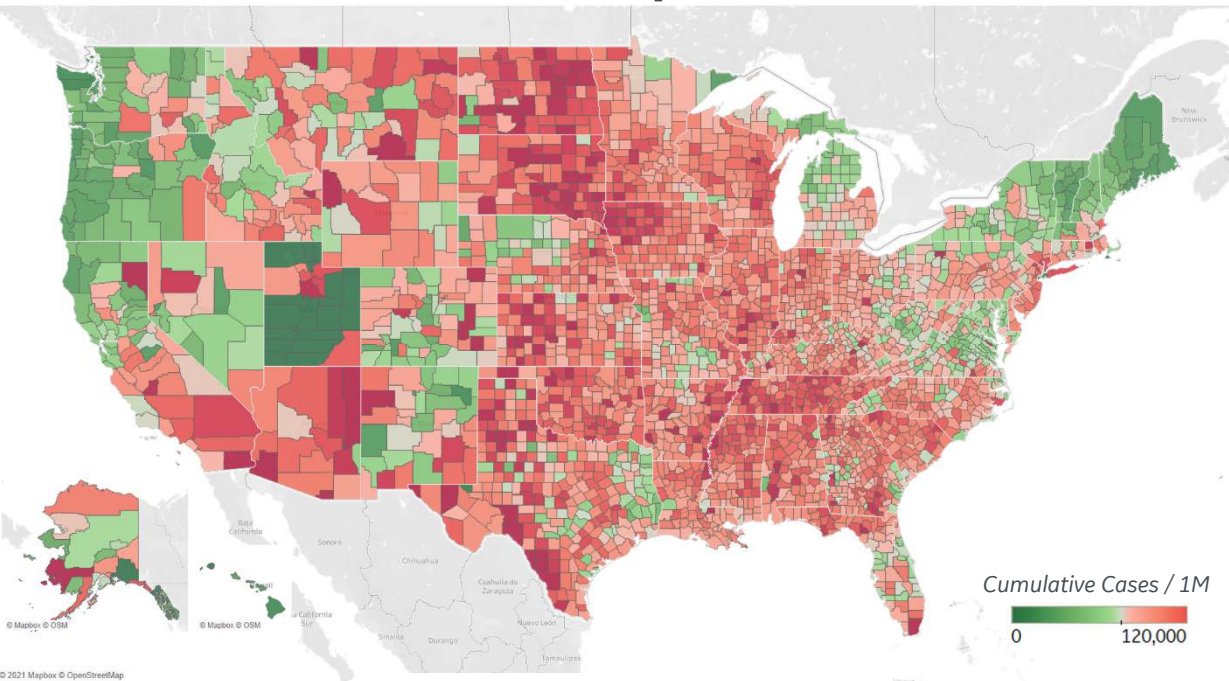 New
Brunswick
Baja
California
Sonora
Chihuahua
Coahuila de
Zaragoza
Nuevo León
Sinaloa
Durango
Tamaulipas
California
Sur
© Mapbox © OSM
© Mapbox © OSM
© 2021 Mapbox © OpenStreetMap
Cumulative Cases / 1M
0
120,000